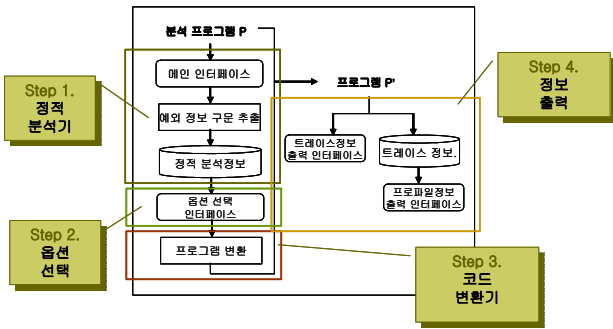 분석 프로그램 P
메인 인터페이스
예외 정보 구문 추출
정적 분석정보
옵션 선택
인터페이스
프로그램 변환
프로그램 P'
트레이스정보
출력 인터페이스
트레이스 정보.
프로파일정보
출력 인터페이스
Step 1.
정적
분석기
Step 2.
옵션
선택
Step 3.
코드
변환기
Step 4.
정보
출력